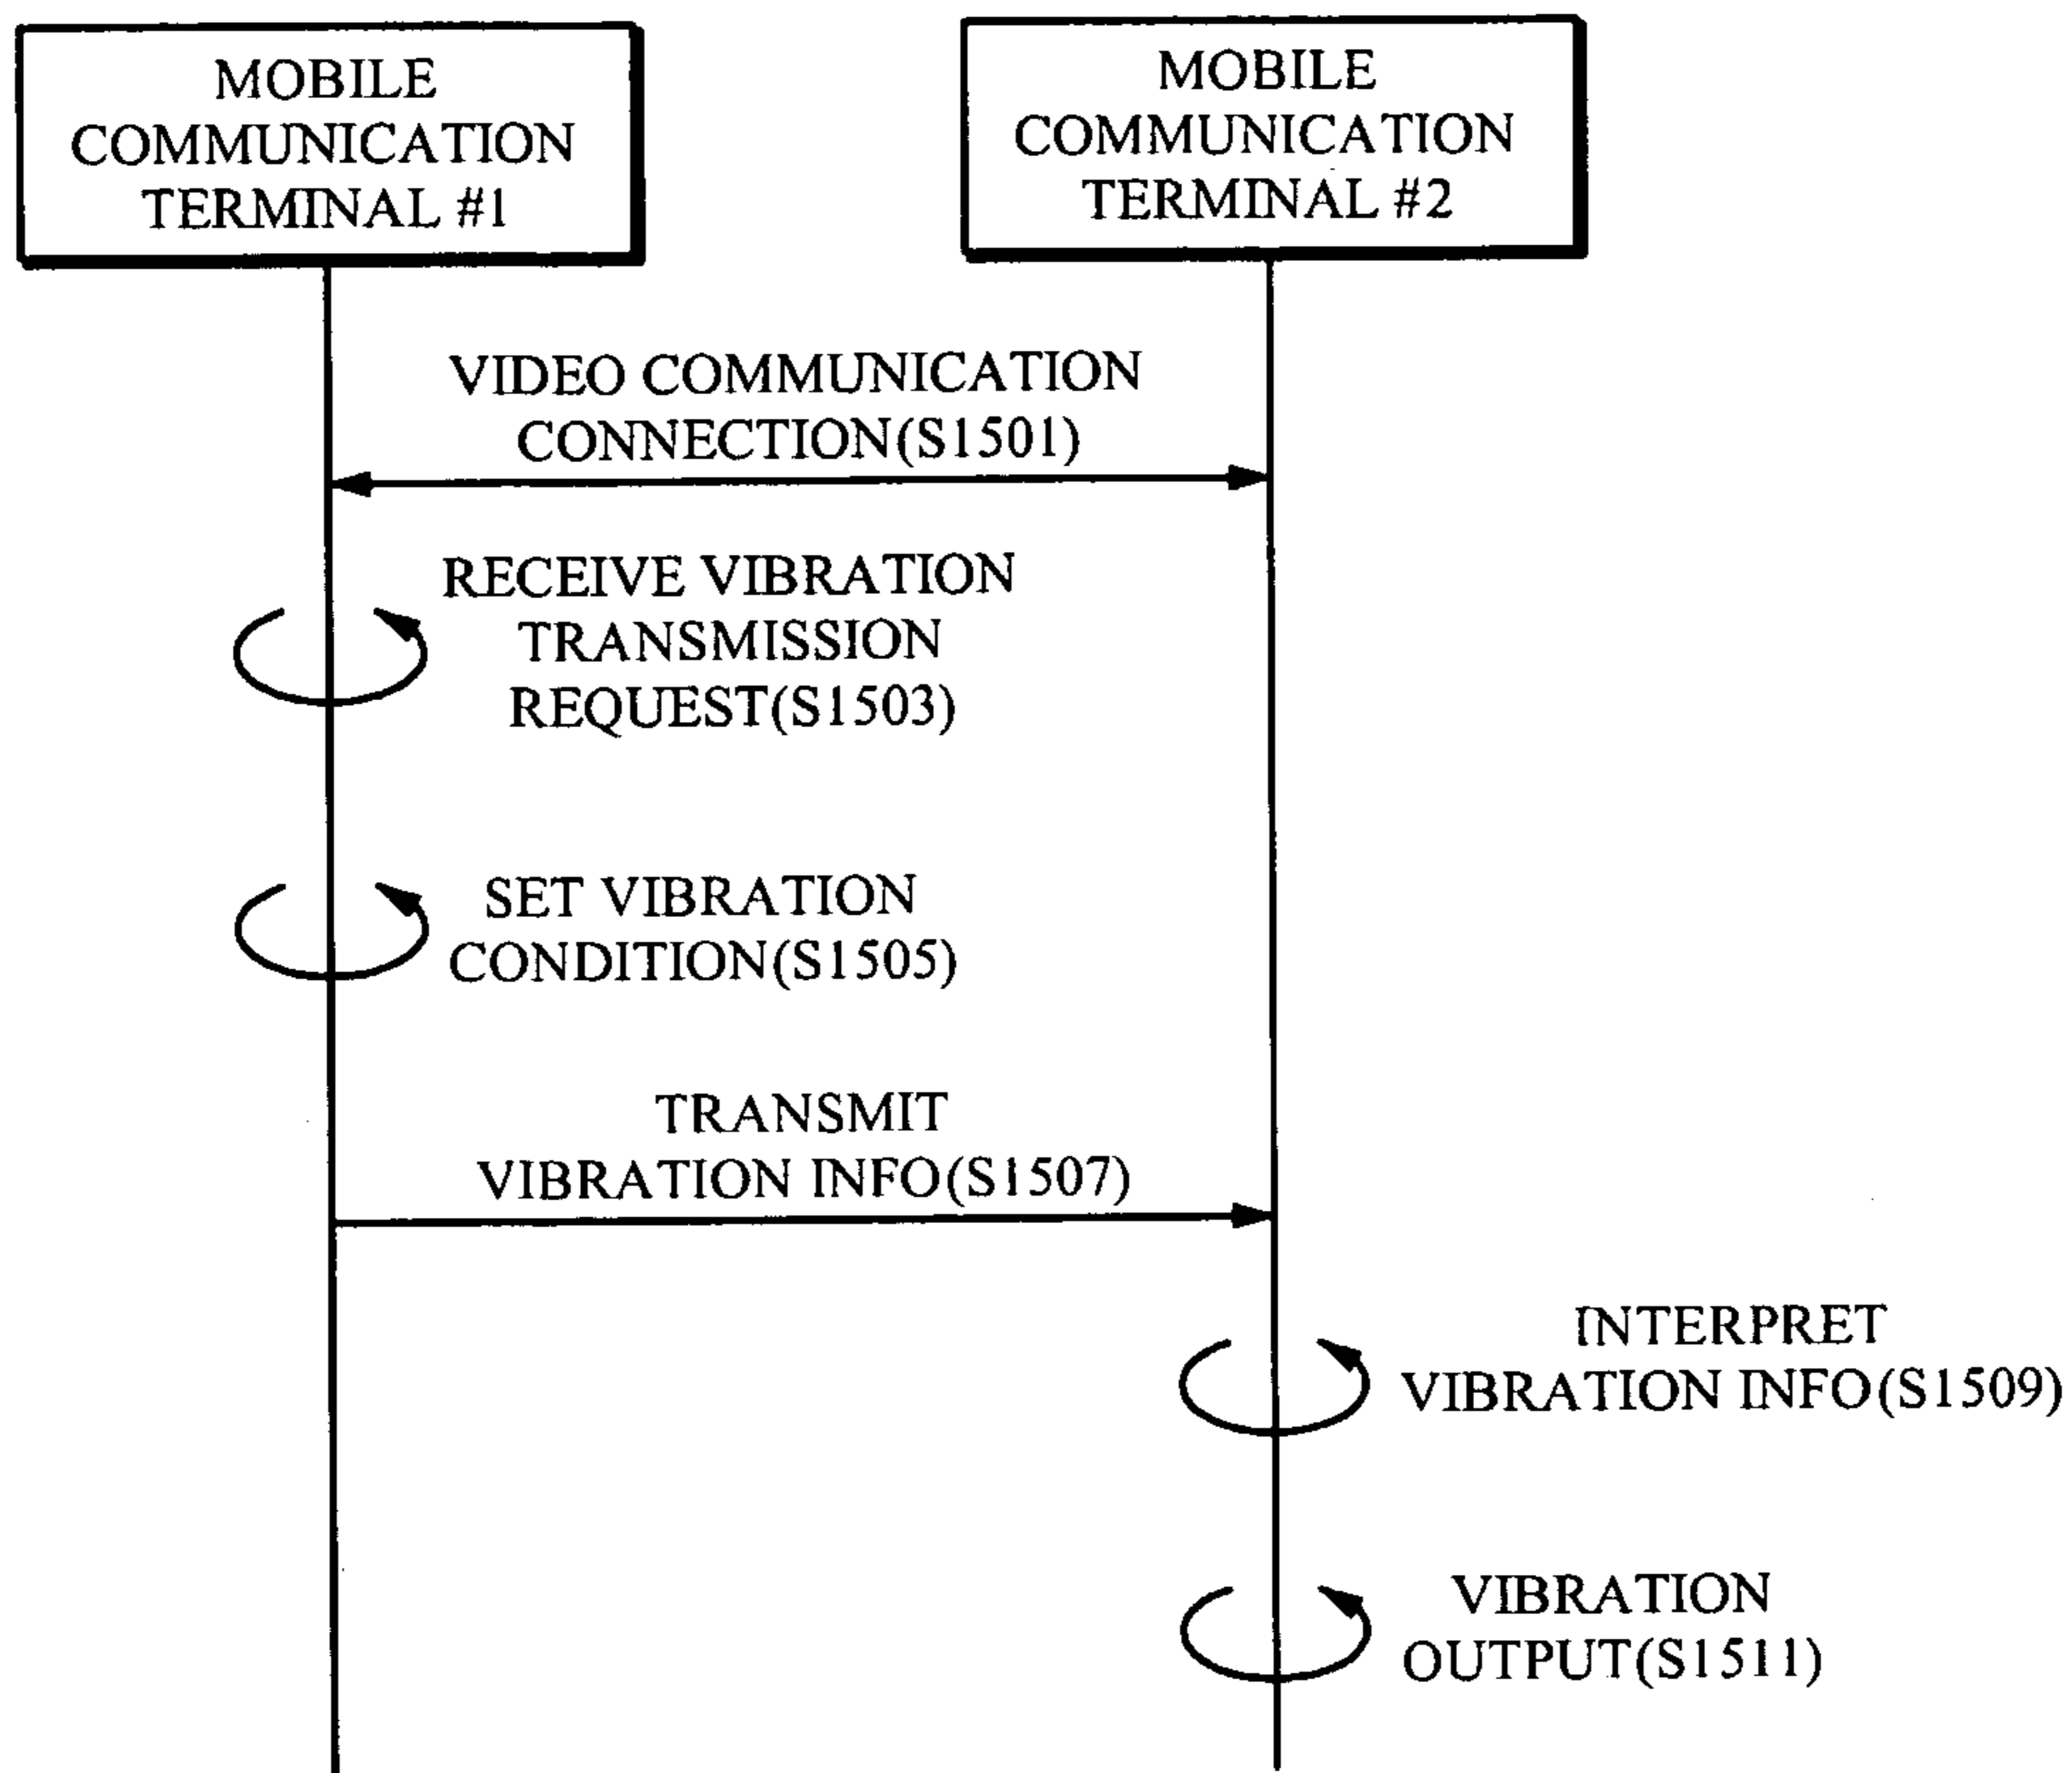 MOBILE
COMMUNICATION
TERMINAL #1
MOBILE
COMMUNICATION
TERMINAL #2
VIDEO COMMUNICATION
CONNECTION(S1501)
RECEIVE VIBRATION
TRANSMISSION
REQUEST(S1503)
SET VIBRATION
CONDITION(S1505)
TRANSMIT
VIBRATION INFO(S1507)
INTERPRET
VIBRATION INFO(S1509)
VIBRATION
OUTPUT(S1511)